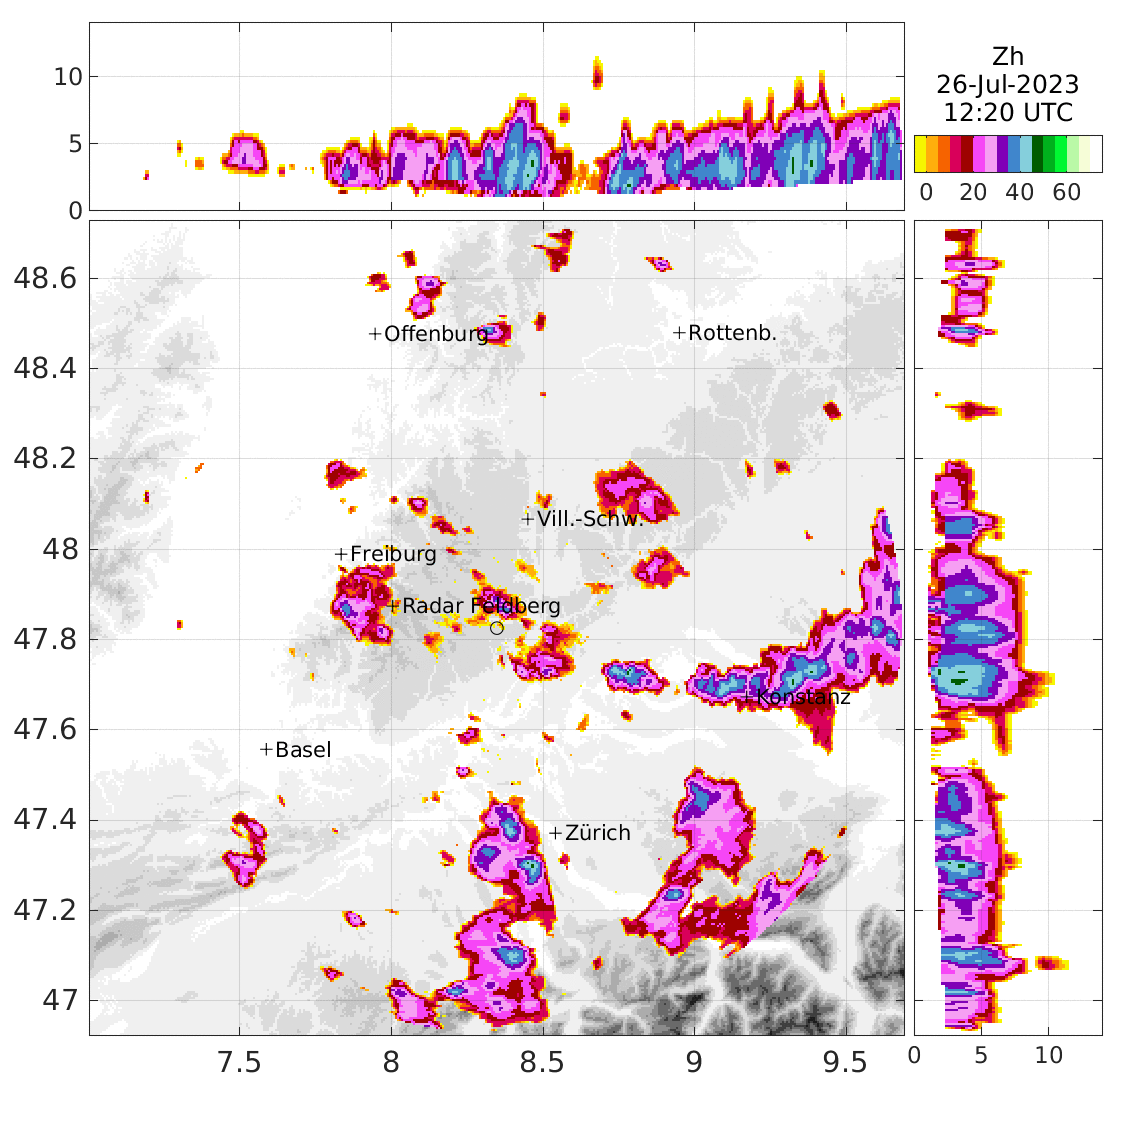 10
5
0
Zh
26-Jul-2023
12:20 UTC
0 20 40 60
48.6
48.4
48.2
48
47.8
47.6
47.4
47.2
47
Offenburg
Rottenb.
Vill.-Schw.
Freiburg
Radar Feldberg
Konstanz
Basel
Zürich
7.5 8 8.5 9 9.5
0 5 10